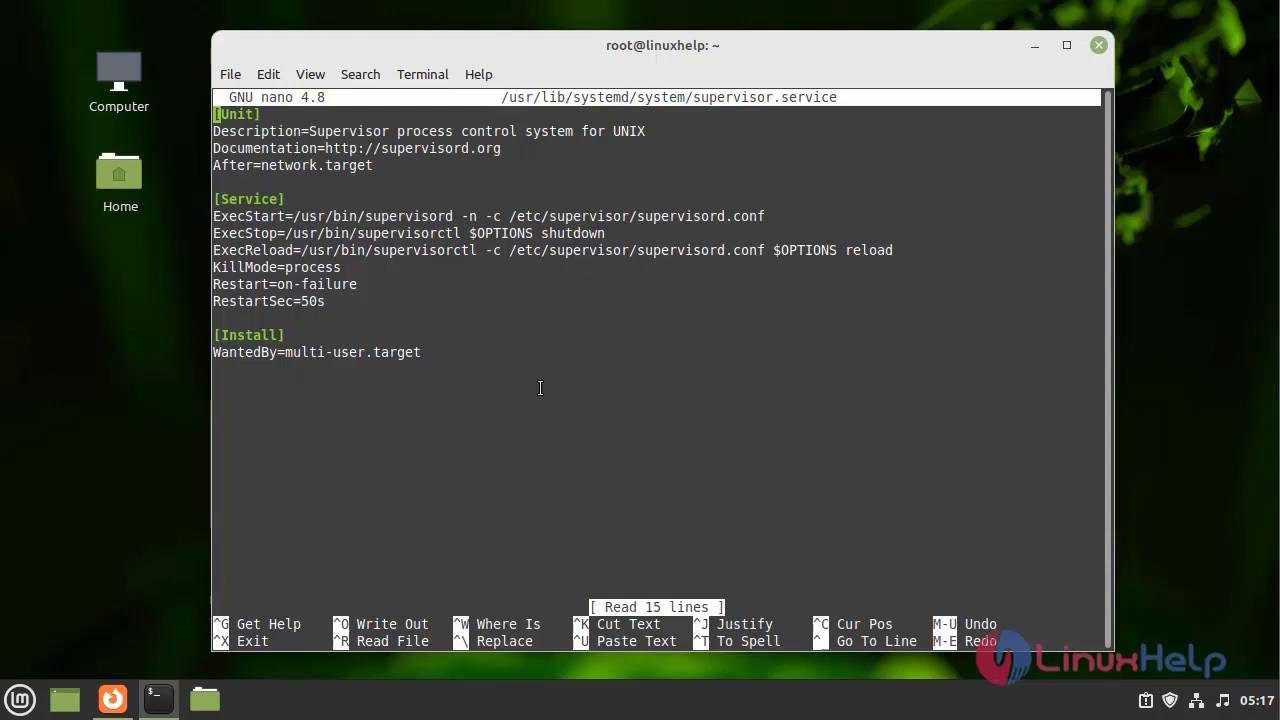 root@linuxhelp: ~
File Edit View Search Terminal Help
GNU nano 4.8 /usr/lib/systemd/system/supervisor.service
[Unit]
Description=Supervisor process control system for UNIX
Documentation=http://supervisord.org
After=network.target
[Service]
ExecStart=/usr/bin/supervisord -n -c /etc/supervisor/supervisord.conf
ExecStop=/usr/bin/supervisorctl $OPTIONS shutdown
ExecReload=/usr/bin/supervisorctl -c /etc/supervisor/supervisord.conf $OPTIONS reload
KillMode=process
Restart=on-failure
RestartSec=50s
[Install]
WantedBy=multi-user.target
[ Read 15 lines ]
^G Get Help ^O Write Out ^W Where Is ^K Cut Text ^J Justify ^C Cur Pos M-U Undo
^X Exit ^R Read File ^\ Replace ^U Paste Text ^T To Spell ^_ Go To Line M-E Redo
Computer
Home
LinuxHelp
05:17